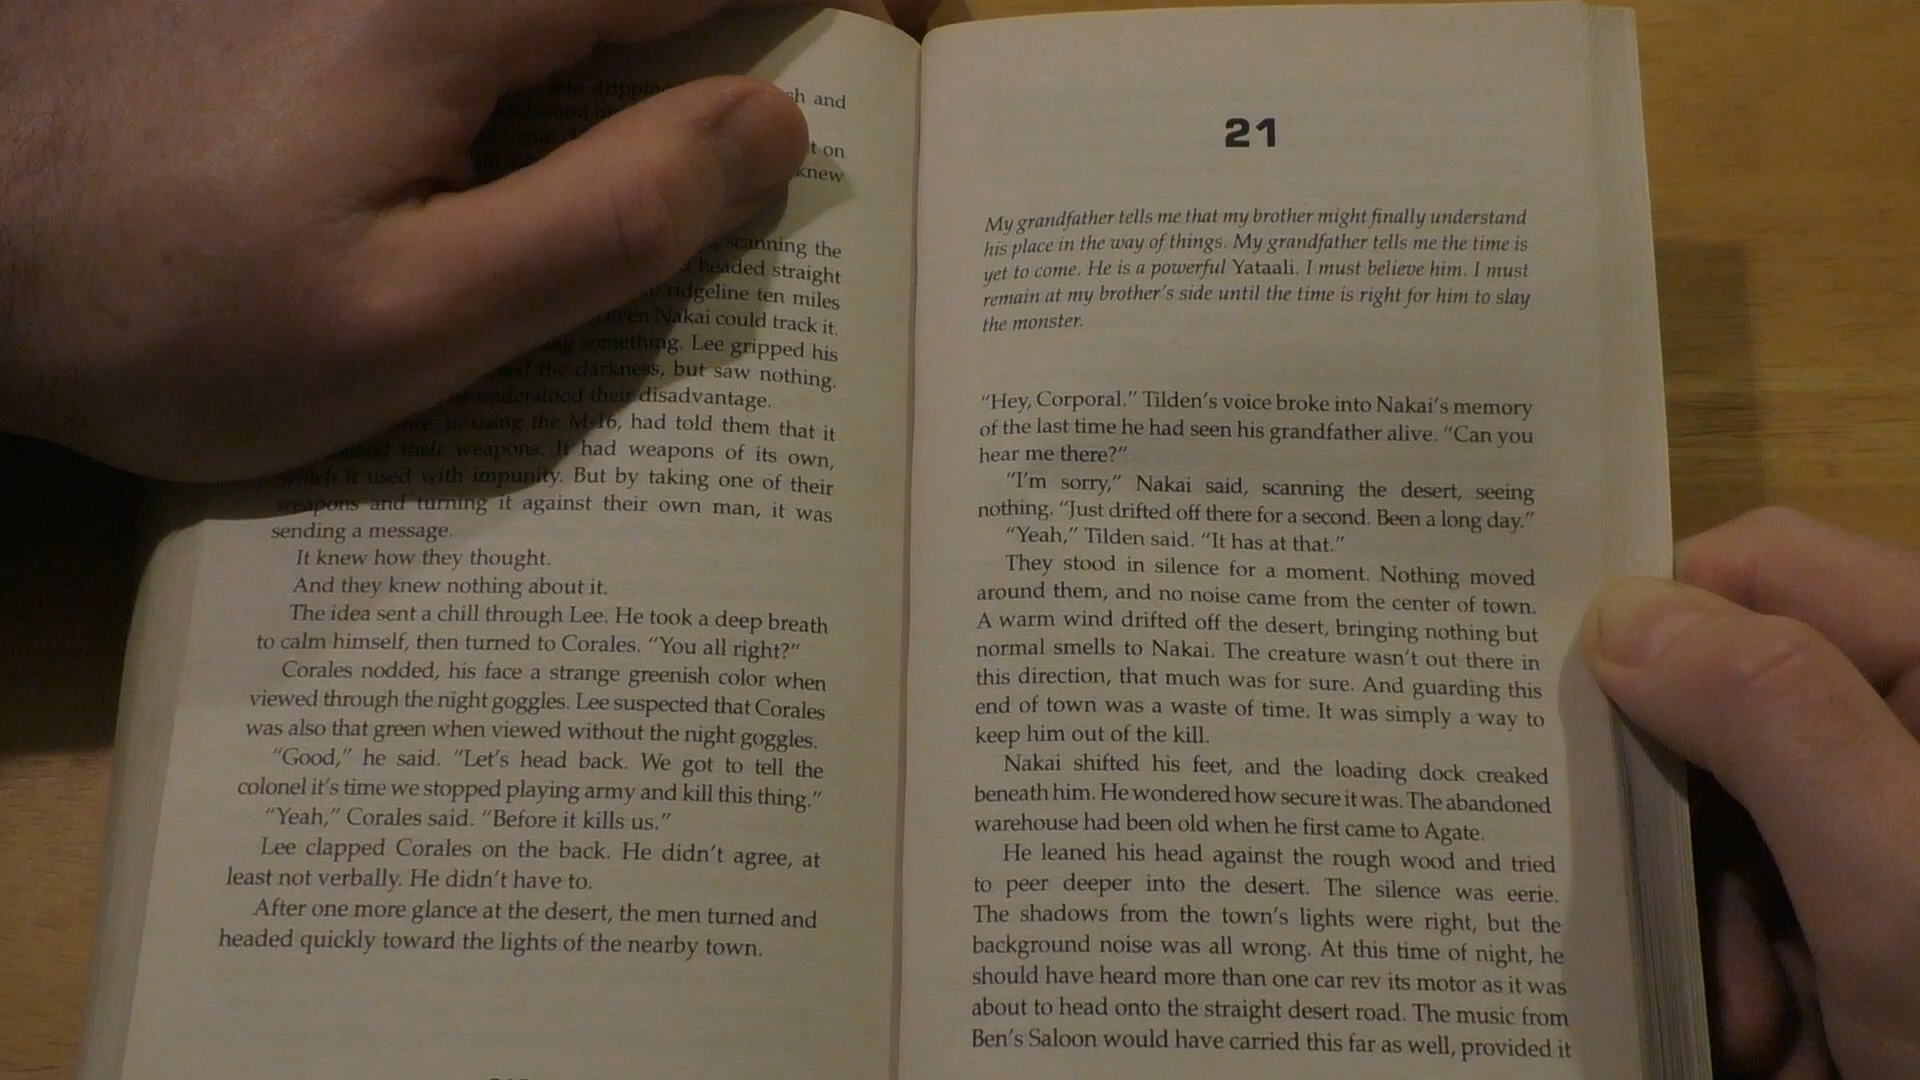 sh and
t on
knew
scanning the
headed straight
ridgeline ten miles
even Nakai could track it.
something. Lee gripped his
the darkness, but saw nothing.
understood their disadvantage.
in using the M-16, had told them that it
their weapons. It had weapons of its own,
which it used with impunity. But by taking one of their
weapons and turning it against their own man, it was
sending a message.
It knew how they thought.
And they knew nothing about it.
The idea sent a chill through Lee. He took a deep breath
to calm himself, then turned to Corales. “You all right?”
Corales nodded, his face a strange greenish color when
viewed through the night goggles. Lee suspected that Corales
was also that green when viewed without the night goggles.
“Good,” he said. “Let’s head back. We got to tell the
colonel it’s time we stopped playing army and kill this thing.”
“Yeah,” Corales said. “Before it kills us.”
Lee clapped Corales on the back. He didn’t agree, at
least not verbally. He didn’t have to.
After one more glance at the desert, the men turned and
headed quickly toward the lights of the nearby town.
21
My grandfather tells me that my brother might finally understand
his place in the way of things. My grandfather tells me the time is
yet to come. He is a powerful Yataali. I must believe him. I must
remain at my brother’s side until the time is right for him to slay
the monster.
“Hey, Corporal.” Tilden’s voice broke into Nakai’s memory
of the last time he had seen his grandfather alive. “Can you
hear me there?”
“I’m sorry,” Nakai said, scanning the desert, seeing
nothing. “Just drifted off there for a second. Been a long day.”
“Yeah,” Tilden said. “It has at that.”
They stood in silence for a moment. Nothing moved
around them, and no noise came from the center of town.
A warm wind drifted off the desert, bringing nothing but
normal smells to Nakai. The creature wasn’t out there in
this direction, that much was for sure. And guarding this
end of town was a waste of time. It was simply a way to
keep him out of the kill.
Nakai shifted his feet, and the loading dock creaked
beneath him. He wondered how secure it was. The abandoned
warehouse had been old when he first came to Agate.
He leaned his head against the rough wood and tried
to peer deeper into the desert. The silence was eerie.
The shadows from the town’s lights were right, but the
background noise was all wrong. At this time of night, he
should have heard more than one car rev its motor as it was
about to head onto the straight desert road. The music from
Ben’s Saloon would have carried this far as well, provided it